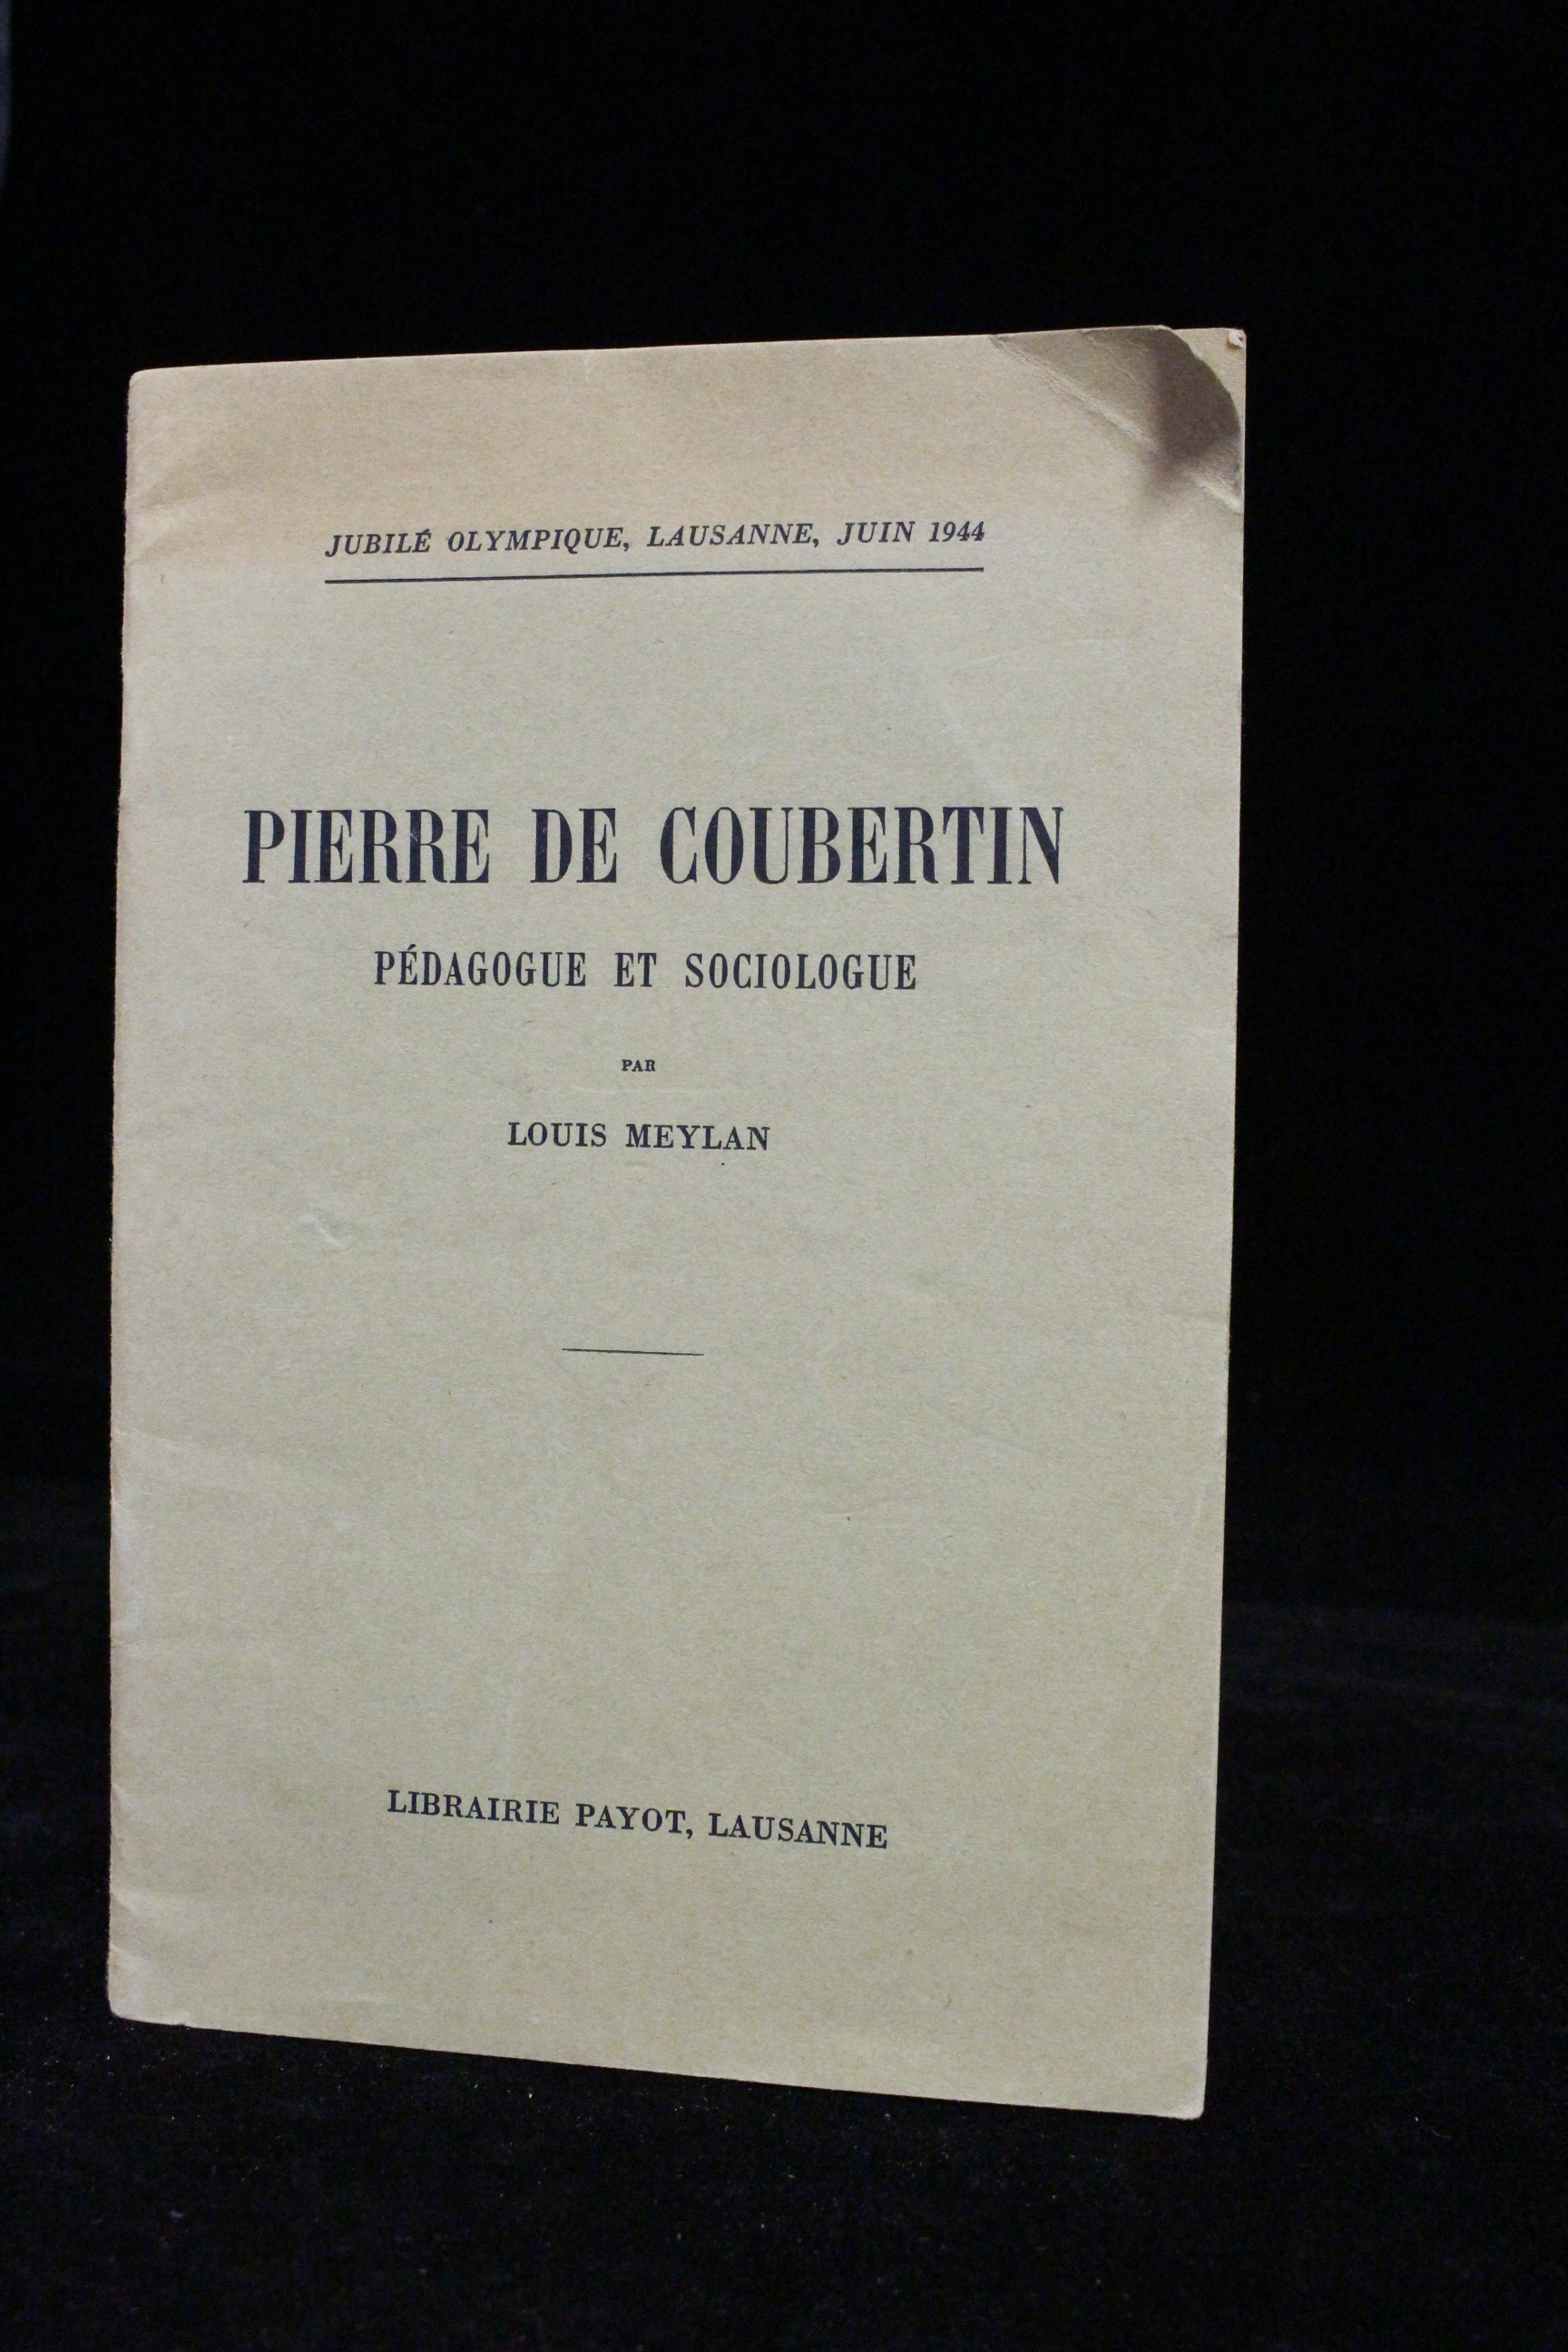 JUBILÉ OLYMPIQUE, LAUSANNE, JUIN 1944
PIERRE DE COUBERTIN
PÉDAGOGUE ET SOCIOLOGUE
PAR
LOUIS MEYLAN
LIBRAIRIE PAYOT, LAUSANNE